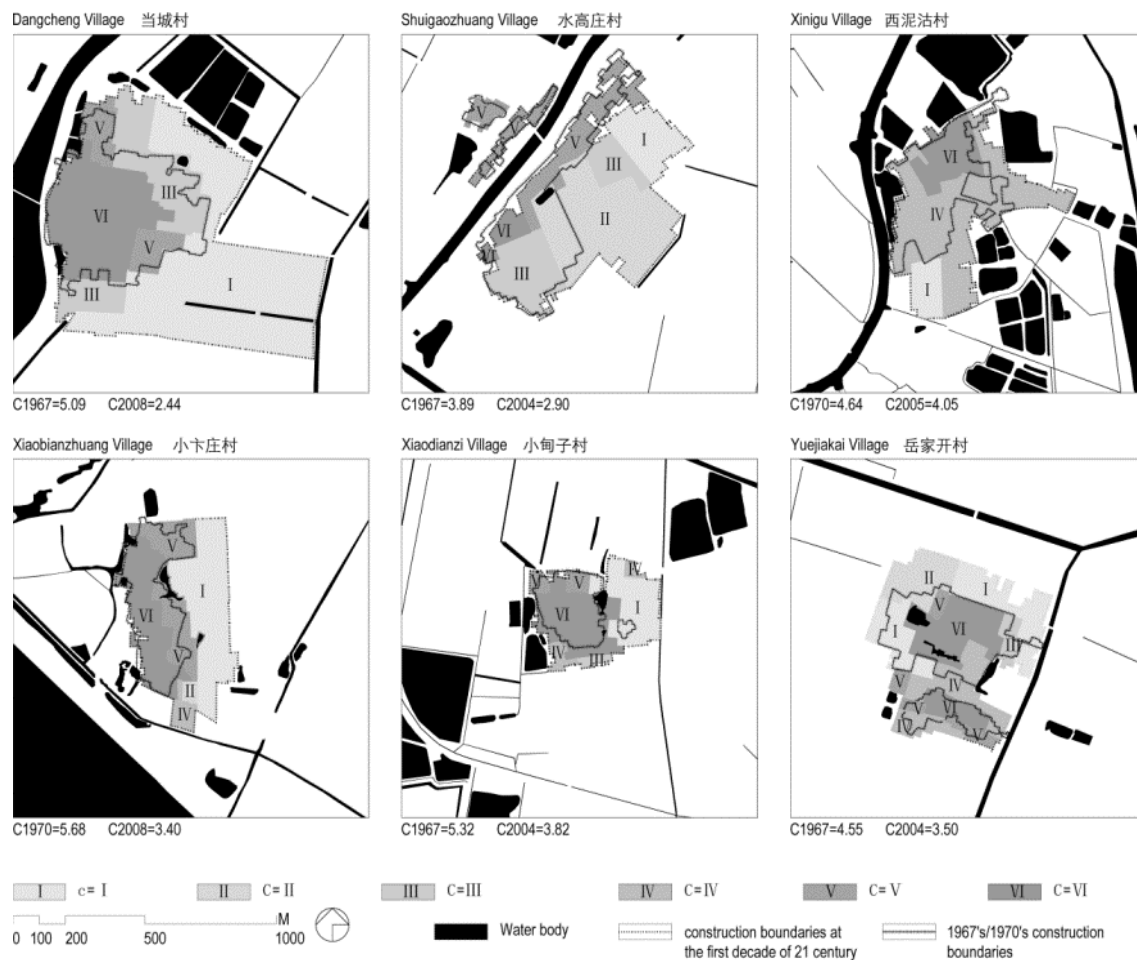 Dangcheng Village 当城村
Shuigaozhuang Village 水高庄村
Xinigu Village 西泥沽村
V
III
VI
V
I
III
V
V
I
III
II
VI
VI
III
VI
IV
I
C1967=5.09 C2008=2.44
C1967=3.89 C2004=2.90
C1970=4.64 C2005=4.05
Xiaobianzhuang Village 小卞庄村
Xiaodianzi Village 小甸子村
Yuejiakai Village 岳家开村
V
I
VI
V
II
IV
V
V
IV
VI
I
IV
III
II
I
V
I
VI
III
V
IV
VI
IV
V
C1970=5.68 C2008=3.40
C1967=5.32 C2004=3.82
C1967=4.55 C2004=3.50
I c= I
II C=II
III C=III
IV C=IV
V C=V
VI C=VI
M
0 100 200 500 1000
Water body
construction boundaries at
the first decade of 21 century
1967's/1970's construction
boundaries